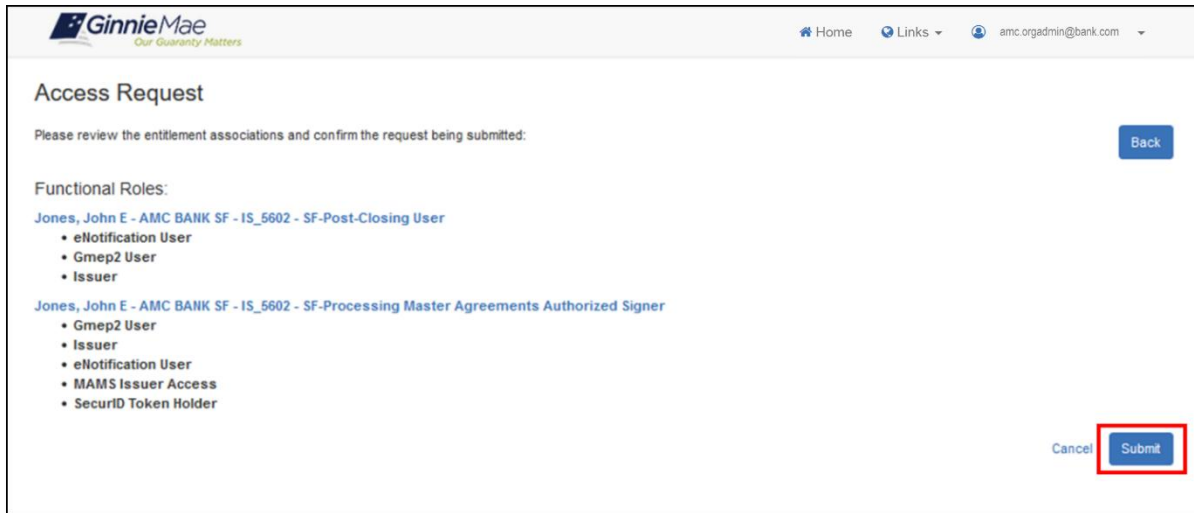 GinnieMae
Our Guaranty Matters
Home Links amc.orgadmin@bank.com
Access Request
Please review the entitlement associations and confirm the request being submitted:
Back
Functional Roles:
Jones, John E - AMC BANK SF - IS_5602 - SF-Post-Closing User
• eNotification User
• Gmep2 User
• Issuer
Jones, John E - AMC BANK SF - IS_5602 - SF-Processing Master Agreements Authorized Signer
• Gmep2 User
• Issuer
• eNotification User
• MAMS Issuer Access
• SecurID Token Holder
Cancel Submit